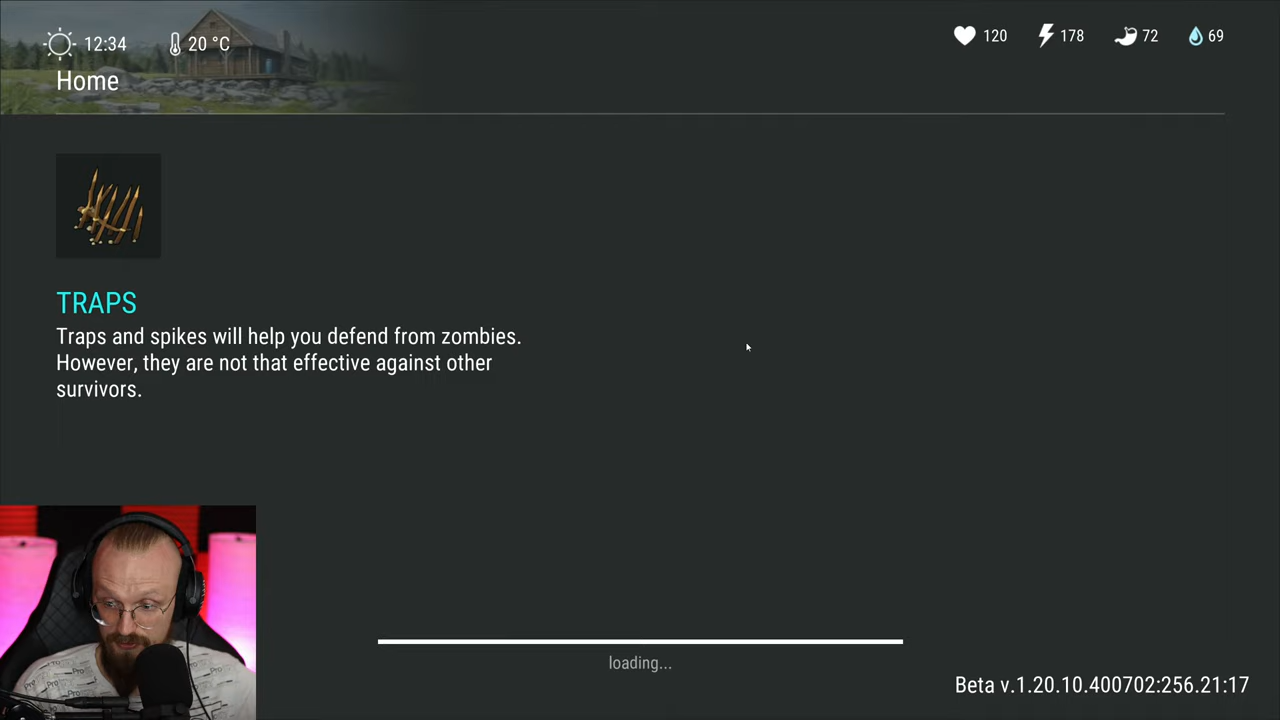 12:34
20 °C
120
178
72
69
Home
TRAPS
Traps and spikes will help you defend from zombies.
However, they are not that effective against other
survivors.
loading...
Beta v.1.20.10.400702:256.21:17